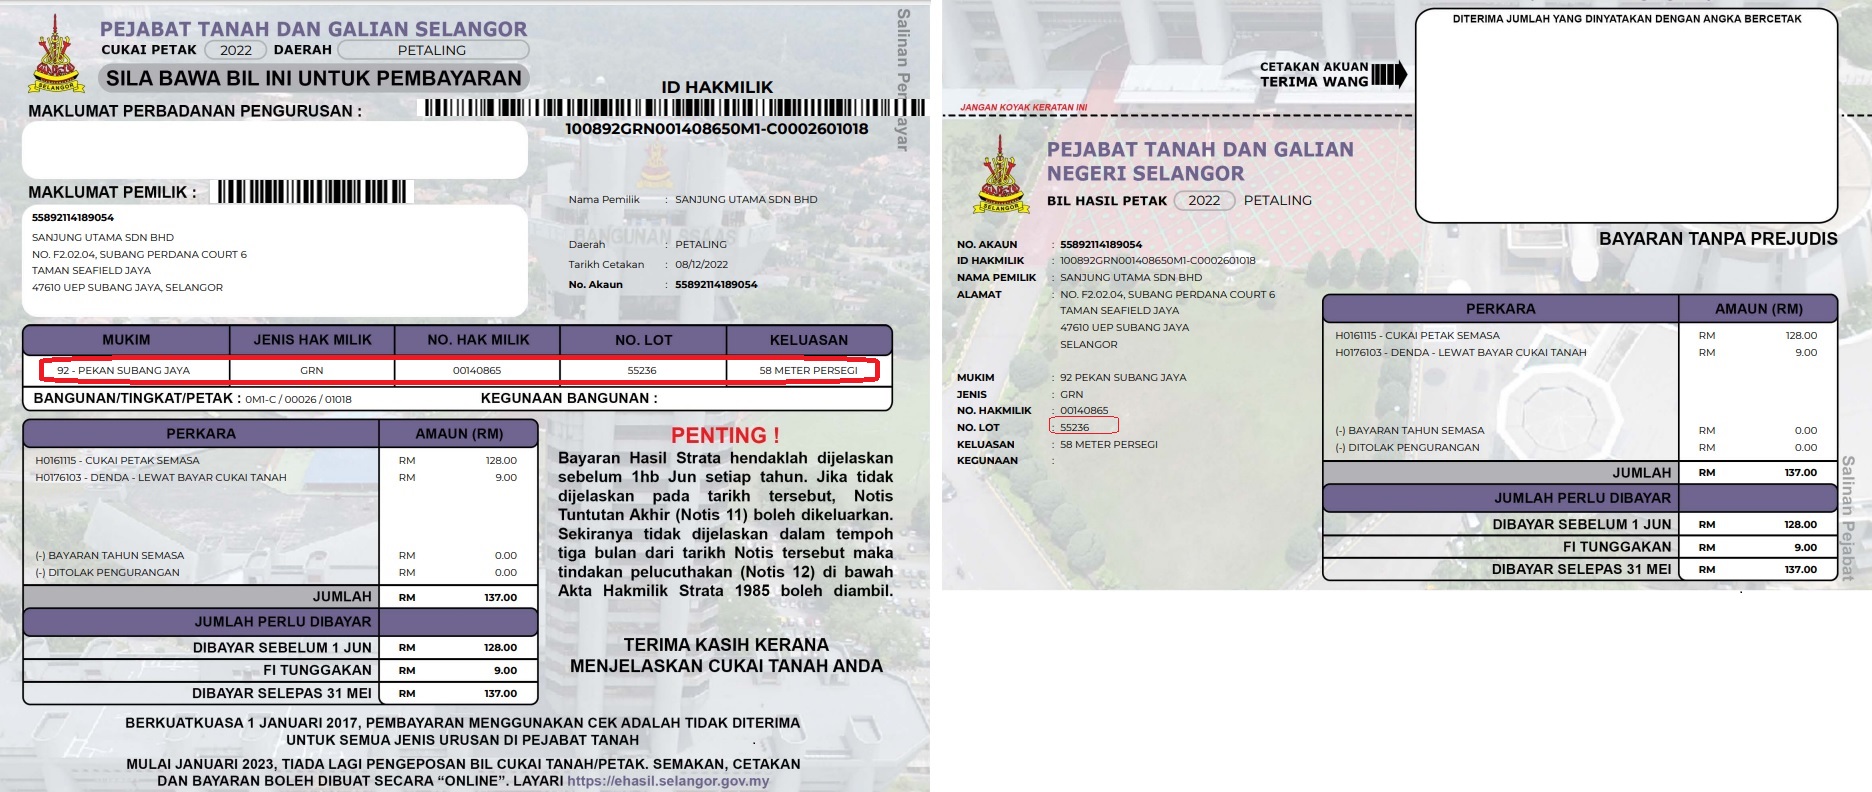 PEJABAT TANAH DAN GALIAN SELANGOR
CUKAI PETAK 2022 DAERAH PETALING
SILA BAWA BIL INI UNTUK PEMBAYARAN
SELANGOR
MAKLUMAT PERBADANAN PENGURUSAN :
ID HAKMILIK
100892GRN001408650M1-C0002601018
MAKLUMAT PEMILIK :
55892114189054
SANJUNG UTAMA SDN BHD
NO. F2.02.04, SUBANG PERDANA COURT 6
TAMAN SEAFIELD JAYA
47610 UEP SUBANG JAYA, SELANGOR
Nama Pemilik : SANJUNG UTAMA SDN BHD
BANGUNAN SSAAS
Daerah : PETALING
Tarikh Cetakan : 08/12/2022
No. Akaun : 55892114189054
MUKIM JENIS HAK MILIK NO. HAK MILIK NO. LOT KELUASAN
92 - PEKAN SUBANG JAYA GRN 00140865 55236 58 METER PERSEGI
BANGUNAN/TINGKAT/PETAK : 0M1-C / 00026 / 01018 KEGUNAAN BANGUNAN :
PERKARA AMAUN (RM)
H0161115 - CUKAI PETAK SEMASA RM 128.00
H0176103 - DENDA - LEWAT BAYAR CUKAI TANAH RM 9.00
(-) BAYARAN TAHUN SEMASA RM 0.00
(-) DITOLAK PENGURANGAN RM 0.00
JUMLAH RM 137.00
JUMLAH PERLU DIBAYAR
DIBAYAR SEBELUM 1 JUN RM 128.00
FI TUNGGAKAN RM 9.00
DIBAYAR SELEPAS 31 MEI RM 137.00
PENTING !
Bayaran Hasil Strata hendaklah dijelaskan
sebelum 1hb Jun setiap tahun. Jika tidak
dijelaskan pada tarikh tersebut, Notis
Tuntutan Akhir (Notis 11) boleh dikeluarkan.
Sekiranya tidak dijelaskan dalam tempoh
tiga bulan dari tarikh Notis tersebut maka
tindakan pelucuthakan (Notis 12) di bawah
Akta Hakmilik Strata 1985 boleh diambil.
TERIMA KASIH KERANA
MENJELASKAN CUKAI TANAH ANDA
BERKUATKUASA 1 JANUARI 2017, PEMBAYARAN MENGGUNAKAN CEK ADALAH TIDAK DITERIMA
UNTUK SEMUA JENIS URUSAN DI PEJABAT TANAH
MULAI JANUARI 2023, TIADA LAGI PENGEPOSAN BIL CUKAI TANAH/PETAK. SEMAKAN, CETAKAN
DAN BAYARAN BOLEH DIBUAT SECARA “ONLINE”. LAYARI https://ehasil.selangor.gov.my
DITERIMA JUMLAH YANG DINYATAKAN DENGAN ANGKA BERCETAK
CETAKAN AKUAN
TERIMA WANG
JANGAN KOYAK KERATAN INI
PEJABAT TANAH DAN GALIAN
NEGERI SELANGOR
BIL HASIL PETAK 2022 PETALING
SELANGOR
BAYARAN TANPA PREJUDIS
NO. AKAUN : 55892114189054
ID HAKMILIK : 100892GRN001408650M1-C0002601018
NAMA PEMILIK : SANJUNG UTAMA SDN BHD
ALAMAT : NO. F2.02.04, SUBANG PERDANA COURT 6
TAMAN SEAFIELD JAYA
47610 UEP SUBANG JAYA
SELANGOR
MUKIM : 92 PEKAN SUBANG JAYA
JENIS : GRN
NO. HAKMILIK : 00140865
NO. LOT : 55236
KELUASAN : 58 METER PERSEGI
KEGUNAAN :
PERKARA AMAUN (RM)
H0161115 - CUKAI PETAK SEMASA RM 128.00
H0176103 - DENDA - LEWAT BAYAR CUKAI TANAH RM 9.00
(-) BAYARAN TAHUN SEMASA RM 0.00
(-) DITOLAK PENGURANGAN RM 0.00
JUMLAH RM 137.00
JUMLAH PERLU DIBAYAR
DIBAYAR SEBELUM 1 JUN RM 128.00
FI TUNGGAKAN RM 9.00
DIBAYAR SELEPAS 31 MEI RM 137.00
Salinan Pejabat